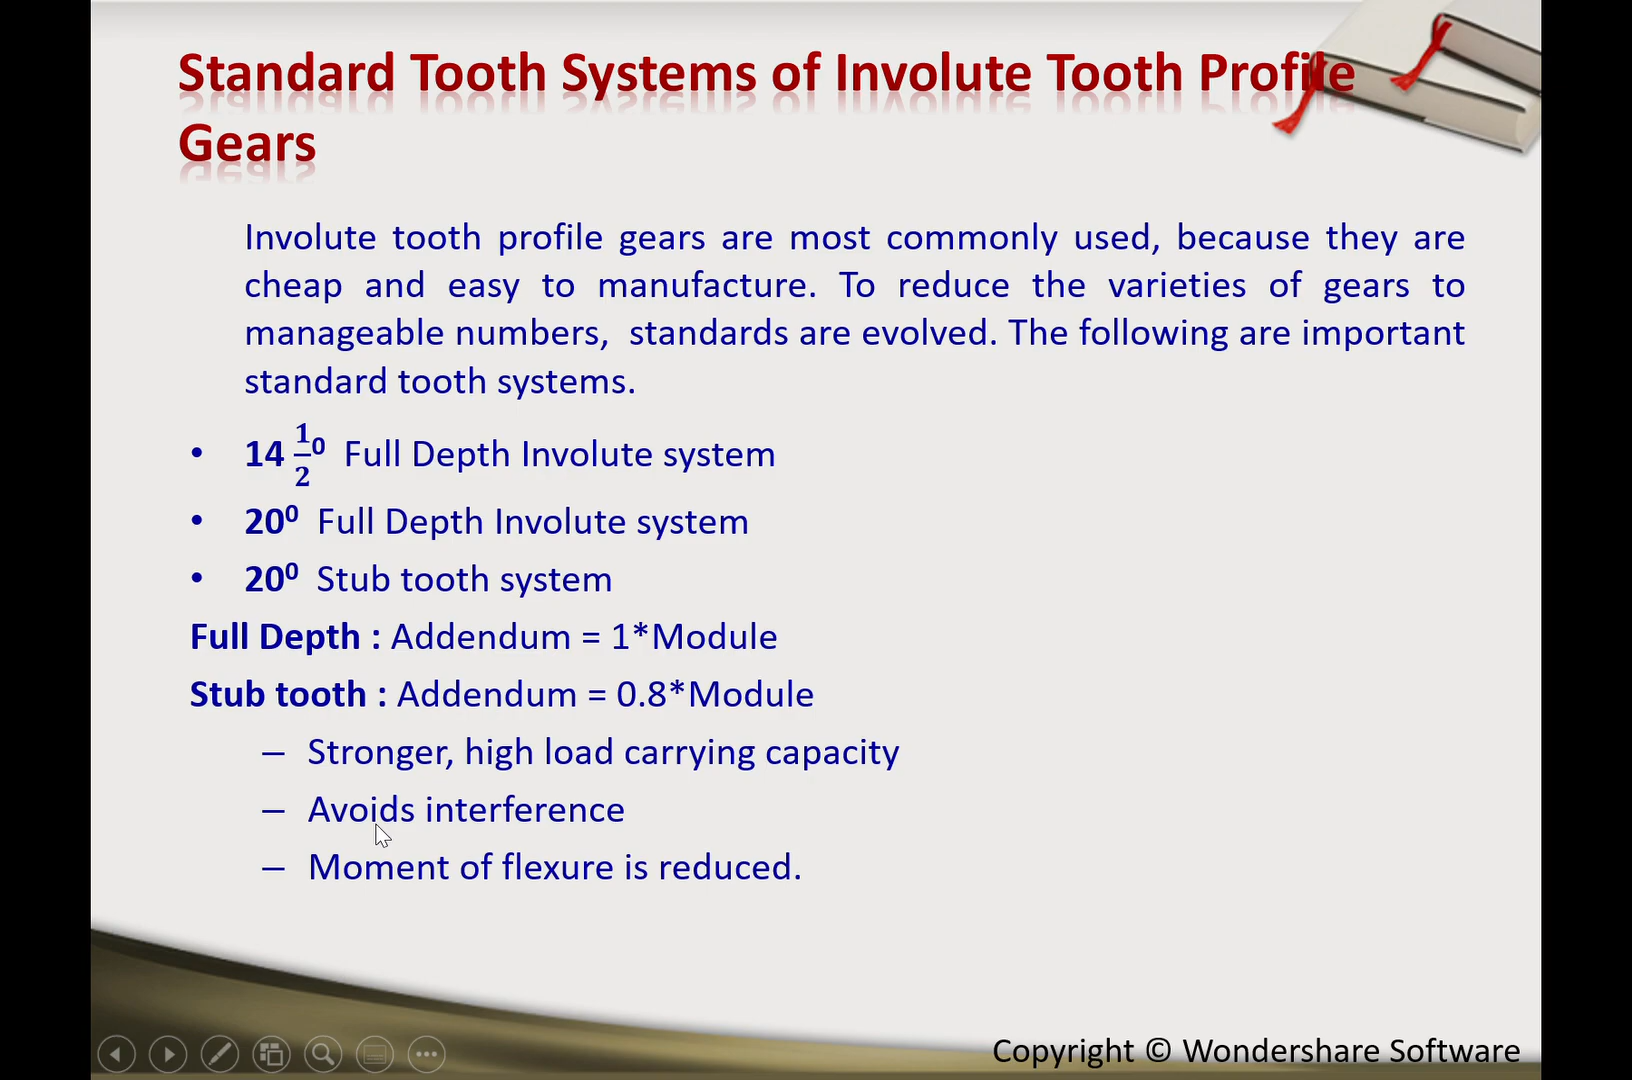 Standard Tooth Systems of Involute Tooth Profile
Gears
Involute tooth profile gears are most commonly used, because they are
cheap and easy to manufacture. To reduce the varieties of gears to
manageable numbers, standards are evolved. The following are important
standard tooth systems.
• 14 1/2⁰ Full Depth Involute system
• 20⁰ Full Depth Involute system
• 20⁰ Stub tooth system
Full Depth : Addendum = 1*Module
Stub tooth : Addendum = 0.8*Module
– Stronger, high load carrying capacity
– Avoids interference
– Moment of flexure is reduced.
Copyright © Wondershare Software